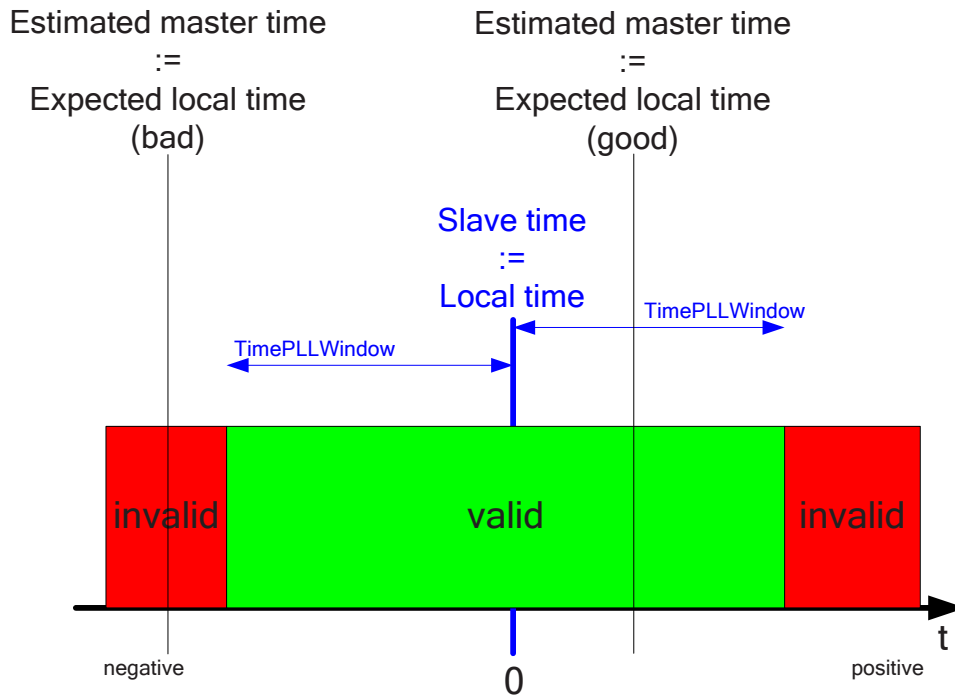 Estimated master time
:=
Expected local time
(bad)
Estimated master time
:=
Expected local time
(good)
Slave time
:=
Local time
TimePLLWindow
TimePLLWindow
invalid
valid
invalid
t
negative
0
positive